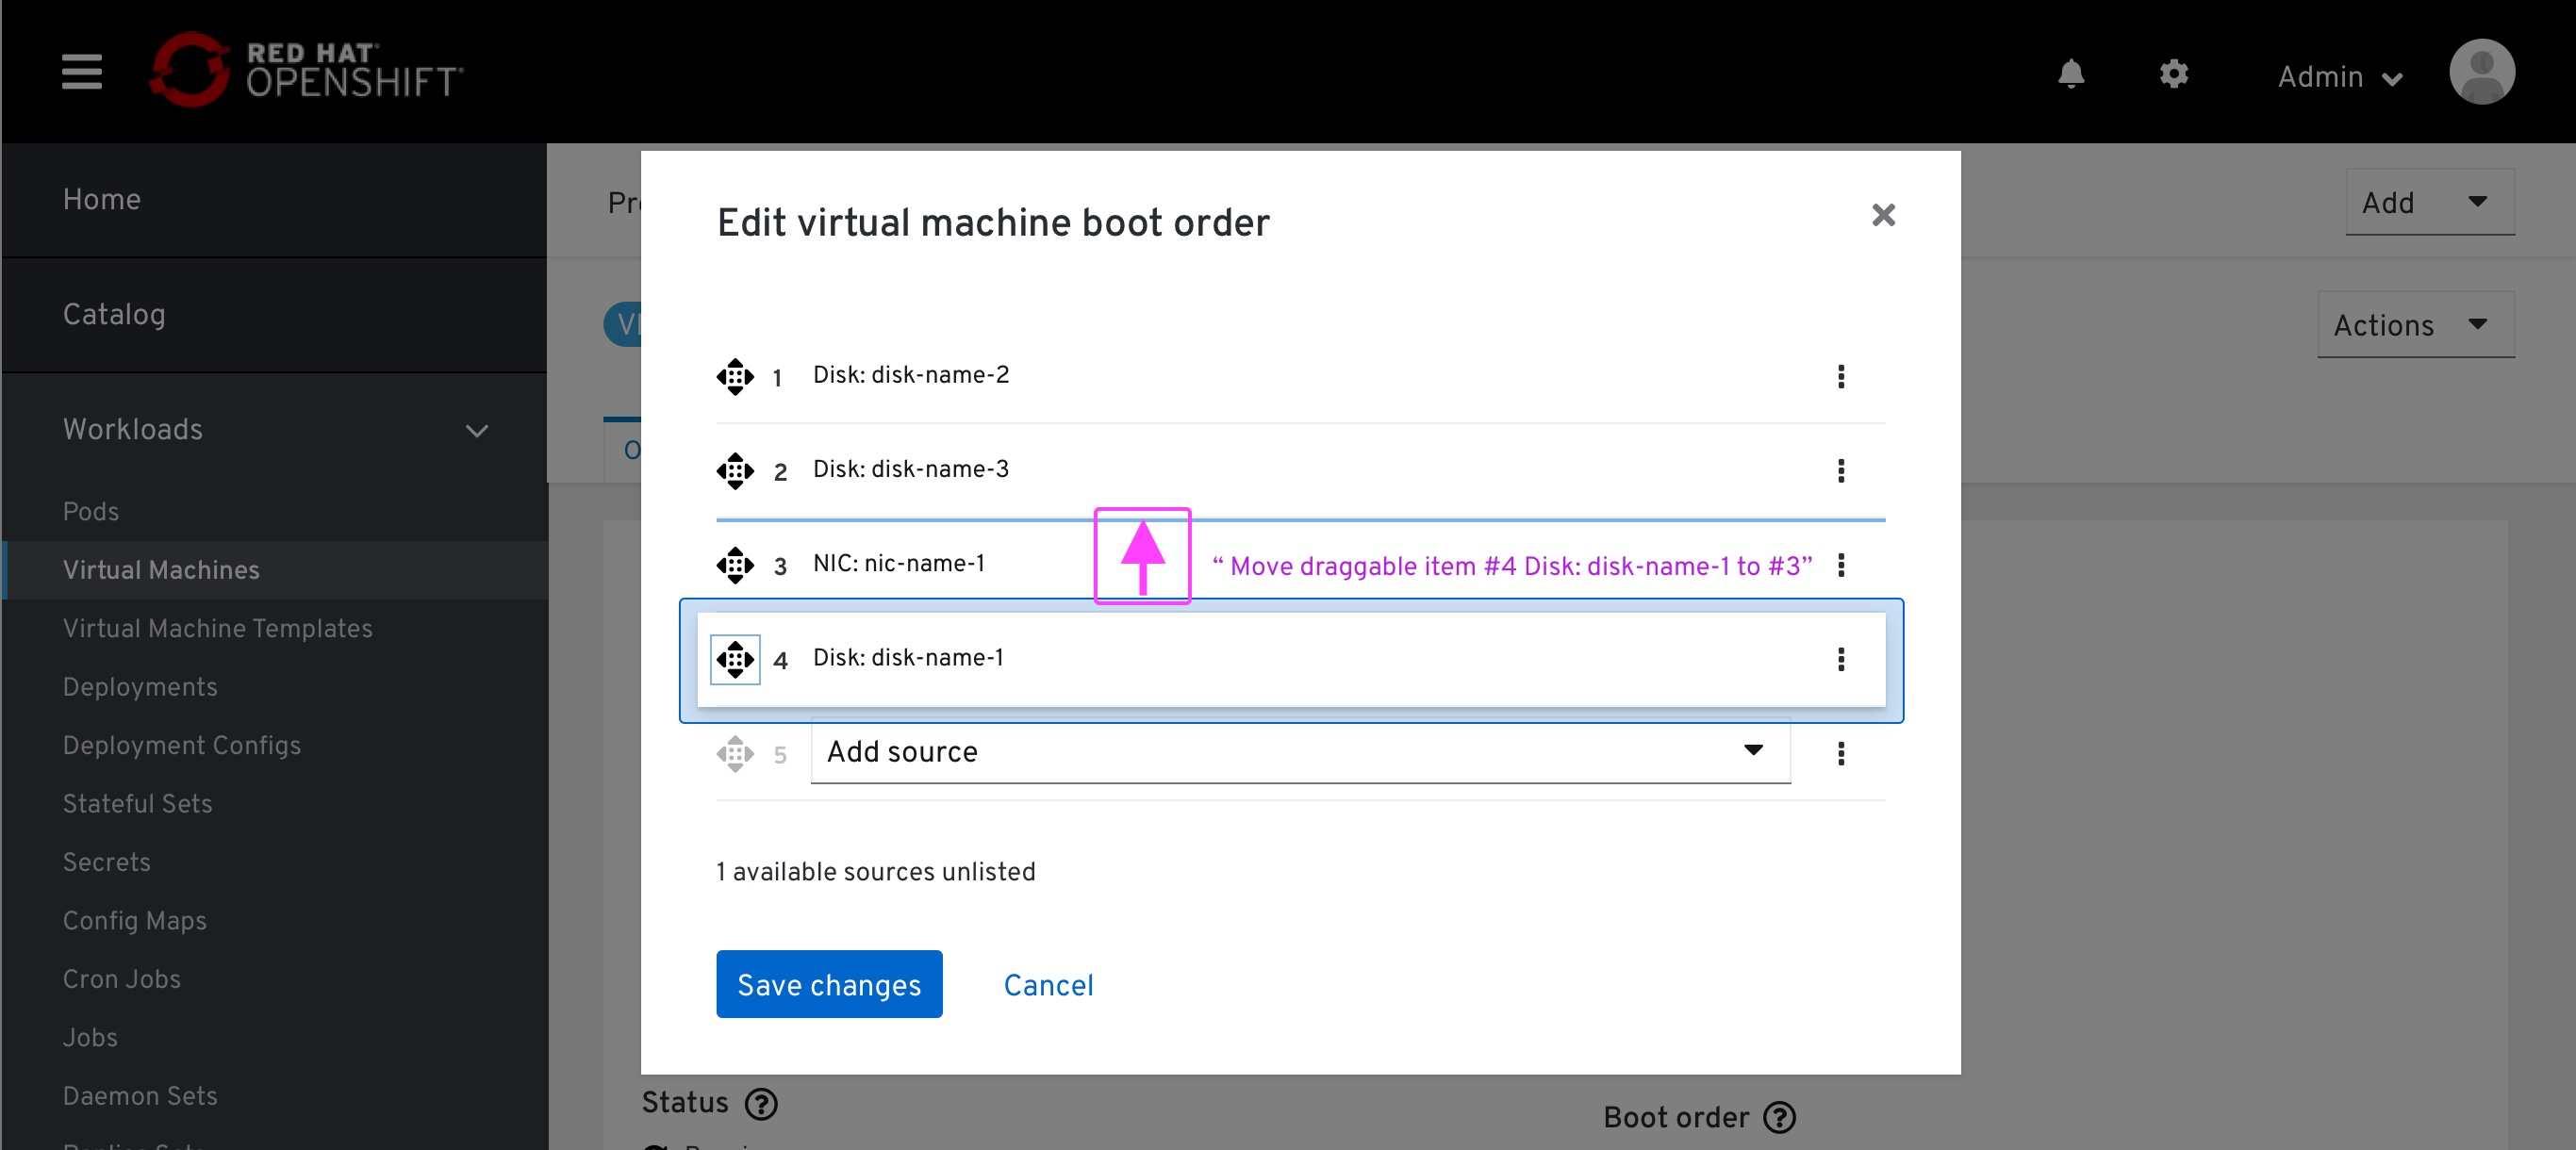 RED HAT
OPENSHIFT
Admin
Home
Catalog
Workloads
Pods
Virtual Machines
Virtual Machine Templates
Deployments
Deployment Configs
Stateful Sets
Secrets
Config Maps
Cron Jobs
Jobs
Daemon Sets
Add
Actions
Edit virtual machine boot order
1 Disk: disk-name-2
2 Disk: disk-name-3
3 NIC: nic-name-1 “ Move draggable item #4 Disk: disk-name-1 to #3”
4 Disk: disk-name-1
5 Add source
1 available sources unlisted
Save changes Cancel
Status ?
Boot order ?